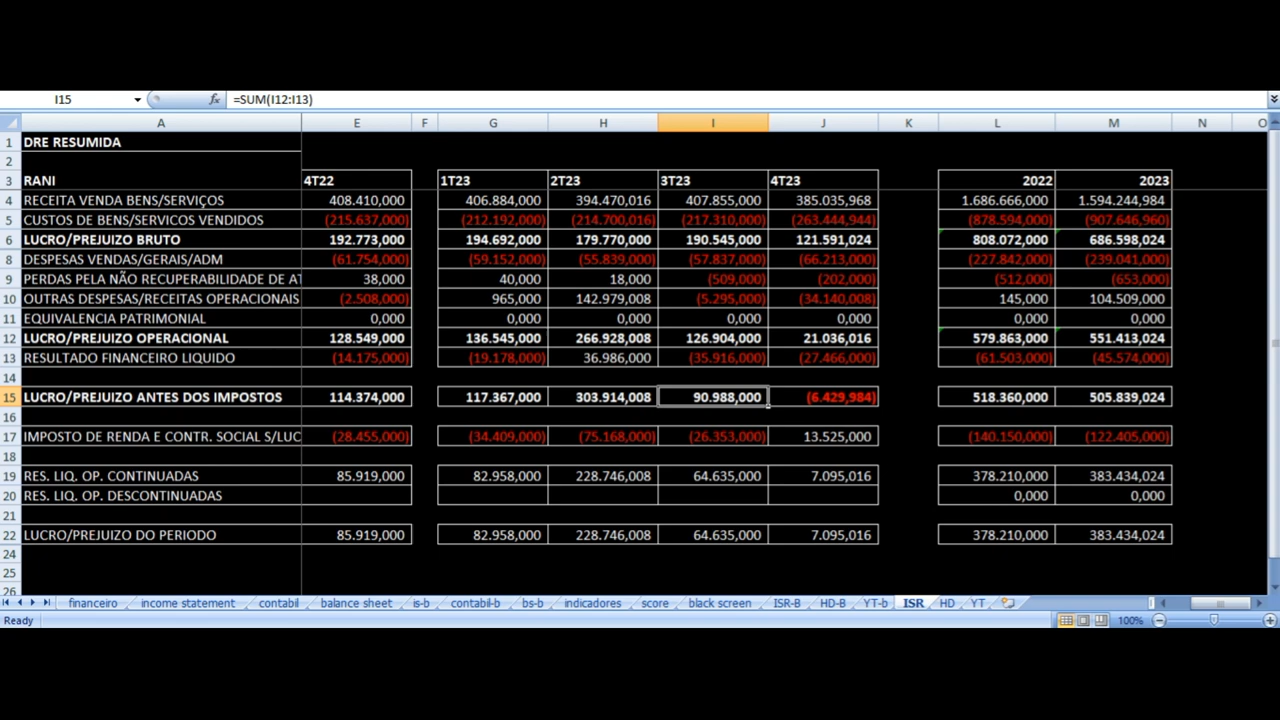 I15 fx =SUM(I12:I13)
A E F G H I J K L M N O
1 DRE RESUMIDA
2
3 RANI 4T22 1T23 2T23 3T23 4T23 2022 2023
4 RECEITA VENDA BENS/SERVIÇOS 408.410,000 406.884,000 394.470,016 407.855,000 385.035,968 1.686.666,000 1.594.244,984
5 CUSTOS DE BENS/SERVICOS VENDIDOS (215.637,000) (212.192,000) (214.700,016) (217.310,000) (263.444,944) (878.594,000) (907.646,960)
6 LUCRO/PREJUIZO BRUTO 192.773,000 194.692,000 179.770,000 190.545,000 121.591,024 808.072,000 686.598,024
8 DESPESAS VENDAS/GERAIS/ADM (61.754,000) (59.152,000) (55.839,000) (57.837,000) (66.213,000) (227.842,000) (239.041,000)
9 PERDAS PELA NÃO RECUPERABILIDADE DE AT 38,000 40,000 18,000 (509,000) (202,000) (512,000) (653,000)
10 OUTRAS DESPESAS/RECEITAS OPERACIONAIS (2.508,000) 965,000 142.979,008 (5.295,000) (34.140,008) 145,000 104.509,000
11 EQUIVALENCIA PATRIMONIAL 0,000 0,000 0,000 0,000 0,000 0,000 0,000
12 LUCRO/PREJUIZO OPERACIONAL 128.549,000 136.545,000 266.928,008 126.904,000 21.036,016 579.863,000 551.413,024
13 RESULTADO FINANCEIRO LIQUIDO (14.175,000) (19.178,000) 36.986,000 (35.916,000) (27.466,000) (61.503,000) (45.574,000)
14
15 LUCRO/PREJUIZO ANTES DOS IMPOSTOS 114.374,000 117.367,000 303.914,008 90.988,000 (6.429,984) 518.360,000 505.839,024
16
17 IMPOSTO DE RENDA E CONTR. SOCIAL S/LUC (28.455,000) (34.409,000) (75.168,000) (26.353,000) 13.525,000 (140.150,000) (122.405,000)
18
19 RES. LIQ. OP. CONTINUADAS 85.919,000 82.958,000 228.746,008 64.635,000 7.095,016 378.210,000 383.434,024
20 RES. LIQ. OP. DESCONTINUADAS 0,000 0,000
21
22 LUCRO/PREJUIZO DO PERIODO 85.919,000 82.958,000 228.746,008 64.635,000 7.095,016 378.210,000 383.434,024
24
25
26
financeiro income statement contabil balance sheet is-b contabil-b bs-b indicadores score black screen ISR-B HD-B YT-b ISR HD YT
Ready 100%